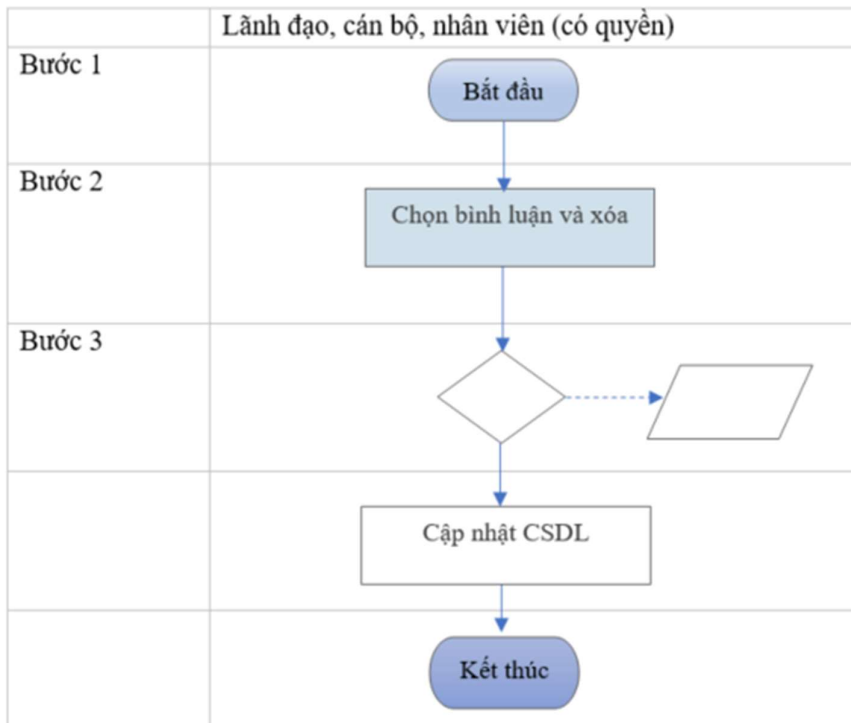 Lãnh đạo, cán bộ, nhân viên (có quyền)
Bước 1
Bắt đầu
Bước 2
Chọn bình luận và xóa
Bước 3
Cập nhật CSDL
Kết thúc